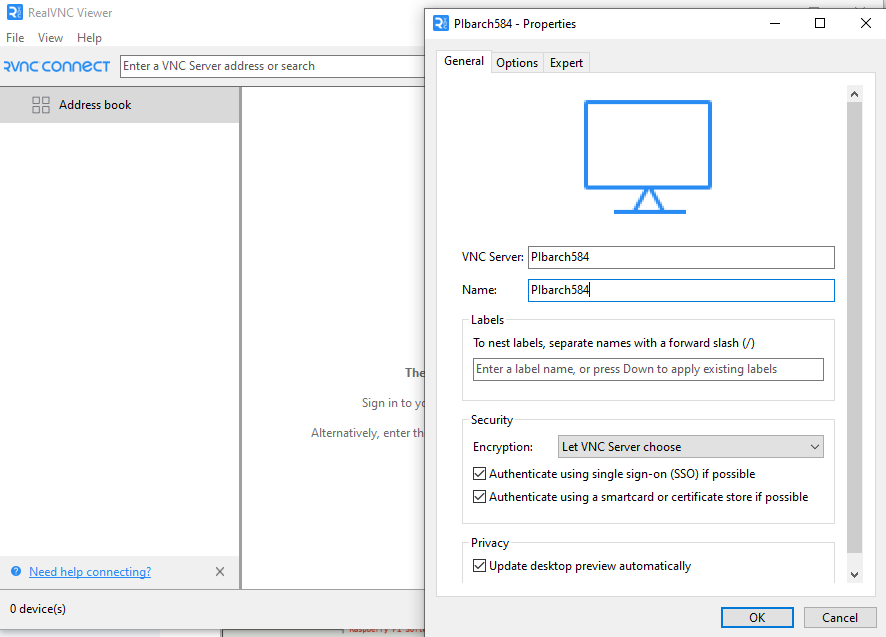 RealVNC Viewer
File View Help
RVNC CONNECT
Enter a VNC Server address or search
Address book
The
Sign in to yo
Alternatively, enter th
Need help connecting?
0 device(s)
PIbarch584 - Properties
General Options Expert
VNC Server: PIbarch584
Name: PIbarch584
Labels
To nest labels, separate names with a forward slash (/)
Enter a label name, or press Down to apply existing labels
Security
Encryption: Let VNC Server choose
Authenticate using single sign-on (SSO) if possible
Authenticate using a smartcard or certificate store if possible
Privacy
Update desktop preview automatically
OK Cancel